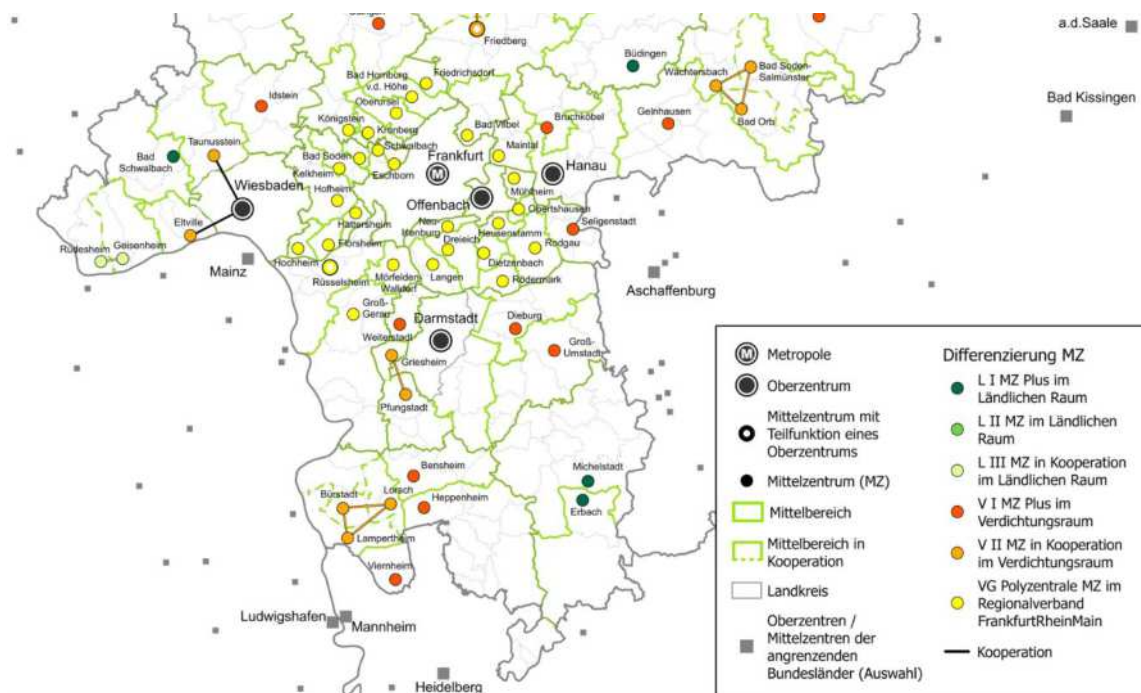 a.d.Saale
Friedberg
Büdingen
Wächtersbach
Bad Soden-
Salmünster
Bad Homburg
v.d. Höhe
Friedrichsdorf
Idstein
Oberursel
Gelnhausen
Bad Orb
Bad Kissingen
Königstein
Kronberg
Bad Vilbel
Bruchköbel
Taunusstein
Schwalbach
Maintal
Bad
Schwalbach
Bad Soden
Frankfurt
M
Hanau
Kelkheim
Eschborn
Wiesbaden
Hofheim
Mühlheim
Offenbach
Obertshausen
Eltville
Hattersheim
Neu-
Isenburg
Heusenstamm
Seligenstadt
Rüdesheim
Geisenheim
Flörsheim
Dreieich
Rodgau
Hochheim
Dietzenbach
Mainz
Rüsselsheim
Mörfelden-
Walldorf
Langen
Rödermark
Aschaffenburg
Groß-
Gerau
Darmstadt
Dieburg
Weiterstadt
Groß-
Umstadt
Griesheim
Pfungstadt
Bensheim
Michelstadt
Bürstadt
Lorsch
Heppenheim
Erbach
Lampertheim
Viernheim
Ludwigshafen
Mannheim
Heidelberg
M
Metropole
Oberzentrum
Mittelzentrum mit
Teilfunktion eines
Oberzentrums
Mittelzentrum (MZ)
Mittelbereich
Mittelbereich in
Kooperation
Landkreis
Oberzentren /
Mittelzentren der
angrenzenden
Bundesländer (Auswahl)
Differenzierung MZ
L I MZ Plus im
Ländlichen Raum
L II MZ im Ländlichen
Raum
L III MZ in Kooperation
im Ländlichen Raum
V I MZ Plus im
Verdichtungsraum
V II MZ in Kooperation
im Verdichtungsraum
VG Polyzentrale MZ im
Regionalverband
FrankfurtRheinMain
Kooperation